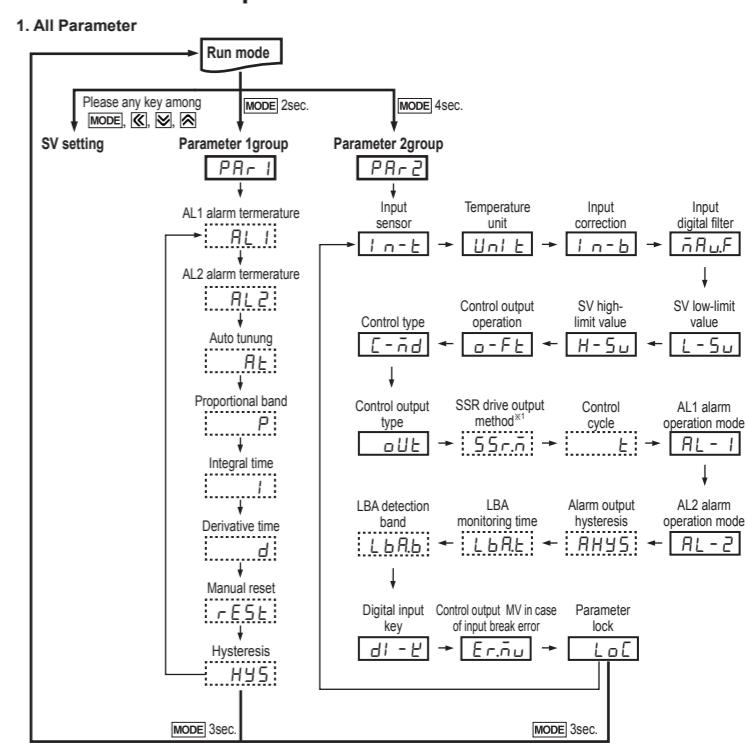 1. All Parameter
Run mode
Please any key among
MODE, «, ,
MODE 2sec.
MODE 4sec.
SV setting
Parameter 1group
PAr1
Parameter 2group
PAr2
AL1 alarm termerature
AL1
AL2 alarm termerature
AL2
Auto tunung
At
Proportional band
P
Integral time
I
Derivative time
d
Manual reset
rESt
Hysteresis
HYS
Input
sensor
In-t
Temperature
unit
UnIt
Input
correction
In-b
Input
digital filter
mAu.F
Control type
C-md
Control output
operation
o-Ft
SV high-
limit value
H-Su
SV low-limit
value
L-Su
Control output
type
oUt
SSR drive output
method※1
SSr.m
Control
cycle
t
AL1 alarm
operation mode
AL-1
LBA detection
band
LbA.b
LBA
monitoring time
LbA.t
Alarm output
hysteresis
AHYS
AL2 alarm
operation mode
AL-2
Digital input
key
dI-K
Control output MV in case
of input break error
Er.mu
Parameter
lock
LoC
MODE 3sec.
MODE 3sec.